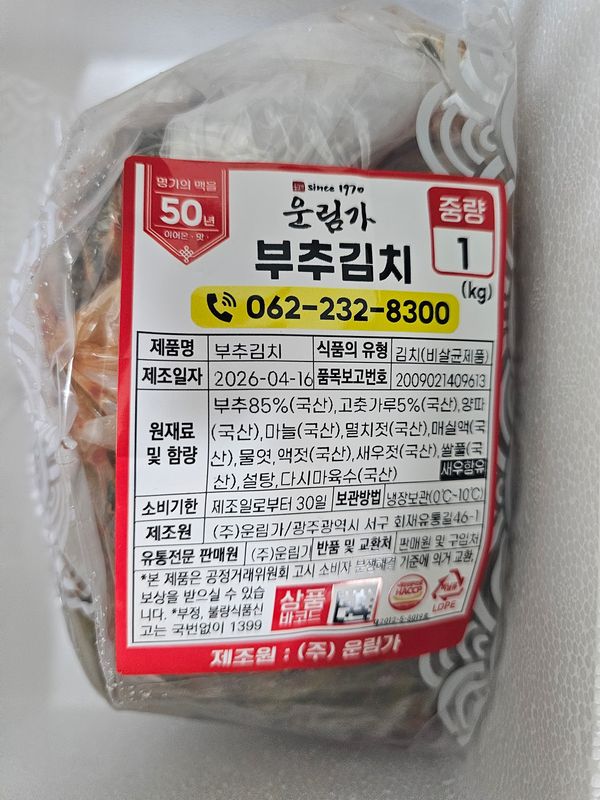 명가의 맥을
50년
이어온 · 맛
since 1970
운림가
부추김치
중량
1
(kg)
062-232-8300
제품명 부추김치 식품의 유형 김치(비살균제품)
제조일자 2026-04-16 품목보고번호 2009021409613
원재료 및 함량
부추85%(국산),고춧가루5%(국산),양파
(국산),마늘(국산),멸치젓(국산),매실액(국
산),물엿,액젓(국산),새우젓(국산),쌀풀(국
산),설탕,다시마육수(국산) 새우함유
소비기한 제조일로부터 30일 보관방법 냉장보관(0℃~10℃)
제조원 (주)운림가/광주광역시 서구 회재유통길46-1
유통전문 판매원 (주)운림가 반품 및 교환처 판매원 및 구입처
*본 제품은 공정거래위원회 고시 소비자 분쟁해결 기준에 의거 교환,
보상을 받으실 수 있습
니다. *부정, 불량식품신
고는 국번없이 1399
상품
바코드
HACCP
LDPE
제조원 : (주) 운림가